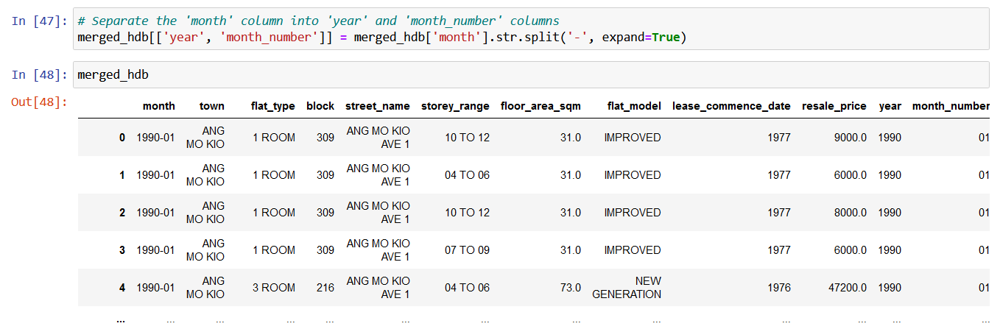 In [47]: # Separate the 'month' column into 'year' and 'month_number' columns
merged_hdb[['year', 'month_number']] = merged_hdb['month'].str.split('-', expand=True)
In [48]: merged_hdb
Out[48]:
month town flat_type block street_name storey_range floor_area_sqm flat_model lease_commence_date resale_price year month_number
0 1990-01 ANG MO KIO 1 ROOM 309 ANG MO KIO AVE 1 10 TO 12 31.0 IMPROVED 1977 9000.0 1990 01
1 1990-01 ANG MO KIO 1 ROOM 309 ANG MO KIO AVE 1 04 TO 06 31.0 IMPROVED 1977 6000.0 1990 01
2 1990-01 ANG MO KIO 1 ROOM 309 ANG MO KIO AVE 1 10 TO 12 31.0 IMPROVED 1977 8000.0 1990 01
3 1990-01 ANG MO KIO 1 ROOM 309 ANG MO KIO AVE 1 07 TO 09 31.0 IMPROVED 1977 6000.0 1990 01
4 1990-01 ANG MO KIO 3 ROOM 216 ANG MO KIO AVE 1 04 TO 06 73.0 NEW GENERATION 1976 47200.0 1990 01
... ... ... ... ... ... ... ... ... ... ... ... ...